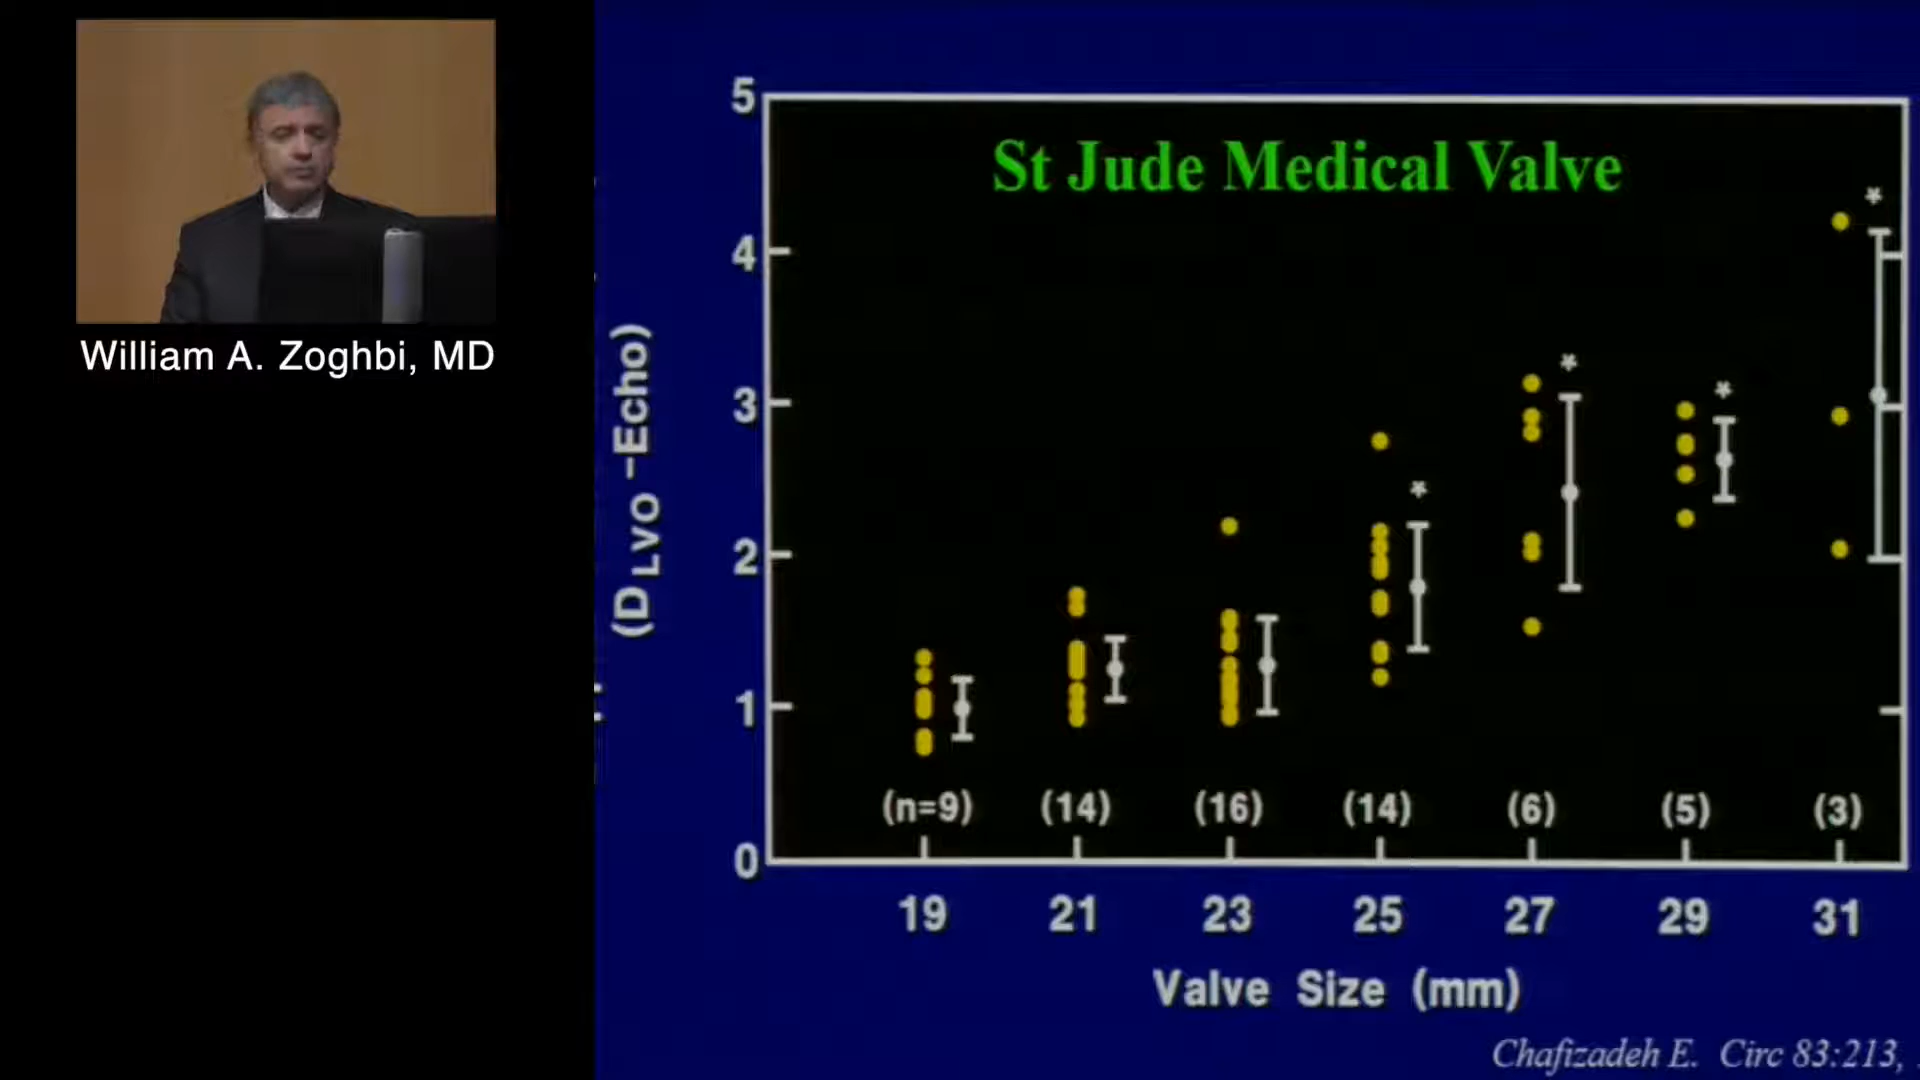 William A. Zoghbi, MD
St Jude Medical Valve
(D LVO -Echo)
5
4
3
2
1
0
* * * *
(n=9) (14) (16) (14) (6) (5) (3)
19 21 23 25 27 29 31
Valve Size (mm)
Chafizadeh E. Circ 83:213,